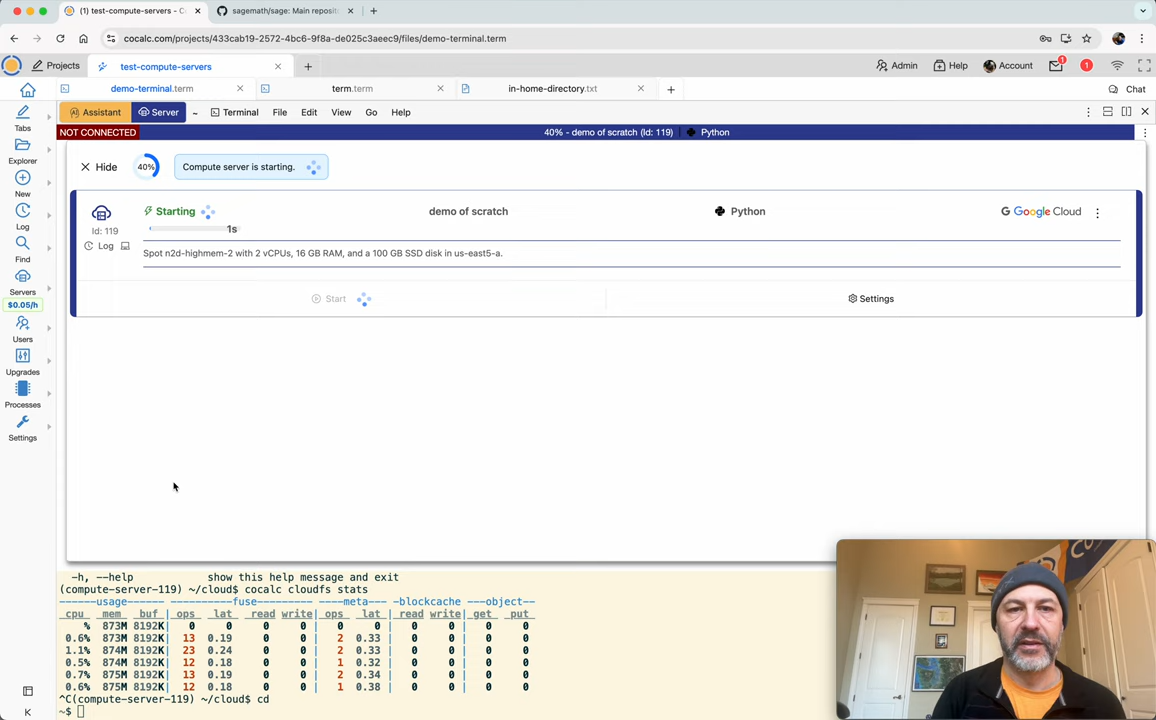 (1) test-compute-servers - C
sagemath/sage: Main reposit
cocalc.com/projects/433cab19-2572-4bc6-9f8a-de025c3aeec9/files/demo-terminal.term
Projects
test-compute-servers
Admin
Help
Account
1
1
demo-terminal.term
term.term
in-home-directory.txt
Chat
Tabs
Explorer
New
Log
Find
Servers
$0.05/h
Users
Upgrades
Processes
Settings
Assistant
Server
~
Terminal
File
Edit
View
Go
Help
NOT CONNECTED
40% - demo of scratch (Id: 119)
Python
Hide
40%
Compute server is starting.
Starting
demo of scratch
Python
Google Cloud
Id: 119
1s
Log
Spot n2d-highmem-2 with 2 vCPUs, 16 GB RAM, and a 100 GB SSD disk in us-east5-a.
Start
Settings
-h, --help show this help message and exit
(compute-server-119) ~/cloud$ cocalc cloudfs stats
------usage------ ----------fuse--------- ----meta--- -blockcache ---object--
cpu mem buf | ops lat read write| ops lat | read write| get put
% 873M 8192K| 0 0 0 0 | 0 0 | 0 0 | 0 0
0.6% 873M 8192K| 13 0.19 0 0 | 2 0.33 | 0 0 | 0 0
1.1% 874M 8192K| 23 0.24 0 0 | 2 0.33 | 0 0 | 0 0
0.5% 874M 8192K| 12 0.18 0 0 | 1 0.32 | 0 0 | 0 0
0.7% 875M 8192K| 13 0.19 0 0 | 2 0.34 | 0 0 | 0 0
0.6% 875M 8192K| 12 0.18 0 0 | 1 0.38 | 0 0 | 0 0
^C(compute-server-119) ~/cloud$ cd
~$